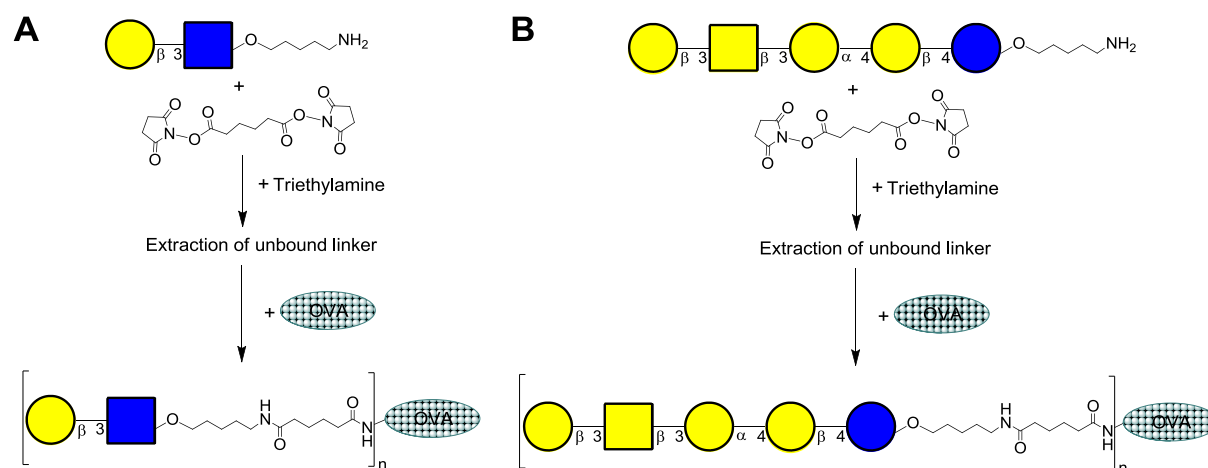 A
O
NH2
β 3
+
O
O
N
O
O
O
O
N
O
O
+ Triethylamine
Extraction of unbound linker
+ OVA
β 3
O
H
N
O
O
N
H
n
OVA
B
O
NH2
β 3 β 3 α 4 β 4
+
O
O
N
O
O
O
O
N
O
O
+ Triethylamine
Extraction of unbound linker
+ OVA
β 3 β 3 α 4 β 4
O
H
N
O
O
N
H
n
OVA